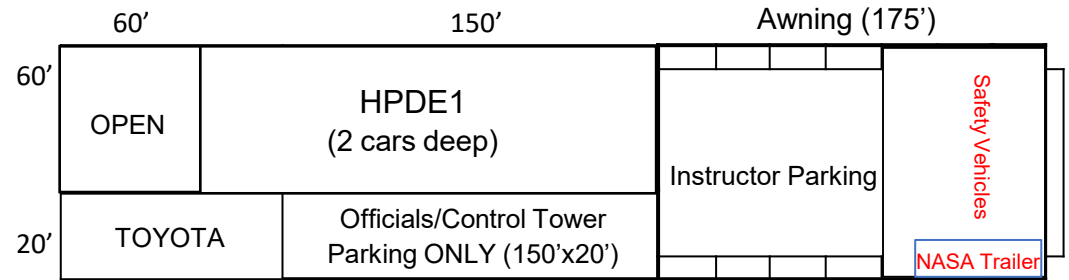 60’
150’
Awning (175’)
60’
OPEN
HPDE1
(2 cars deep)
Instructor Parking
Safety Vehicles
20’
TOYOTA
Officials/Control Tower
Parking ONLY (150’x20’)
NASA Trailer